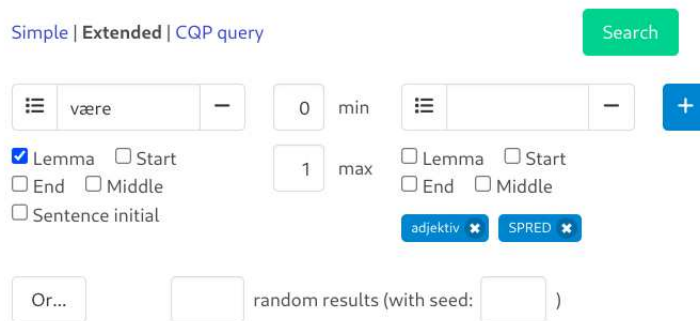 Simple | Extended | CQP query Search
være 0 min
Lemma Start 1 max Lemma Start
End Middle End Middle
Sentence initial
adjektiv SPRED
Or... random results (with seed: )